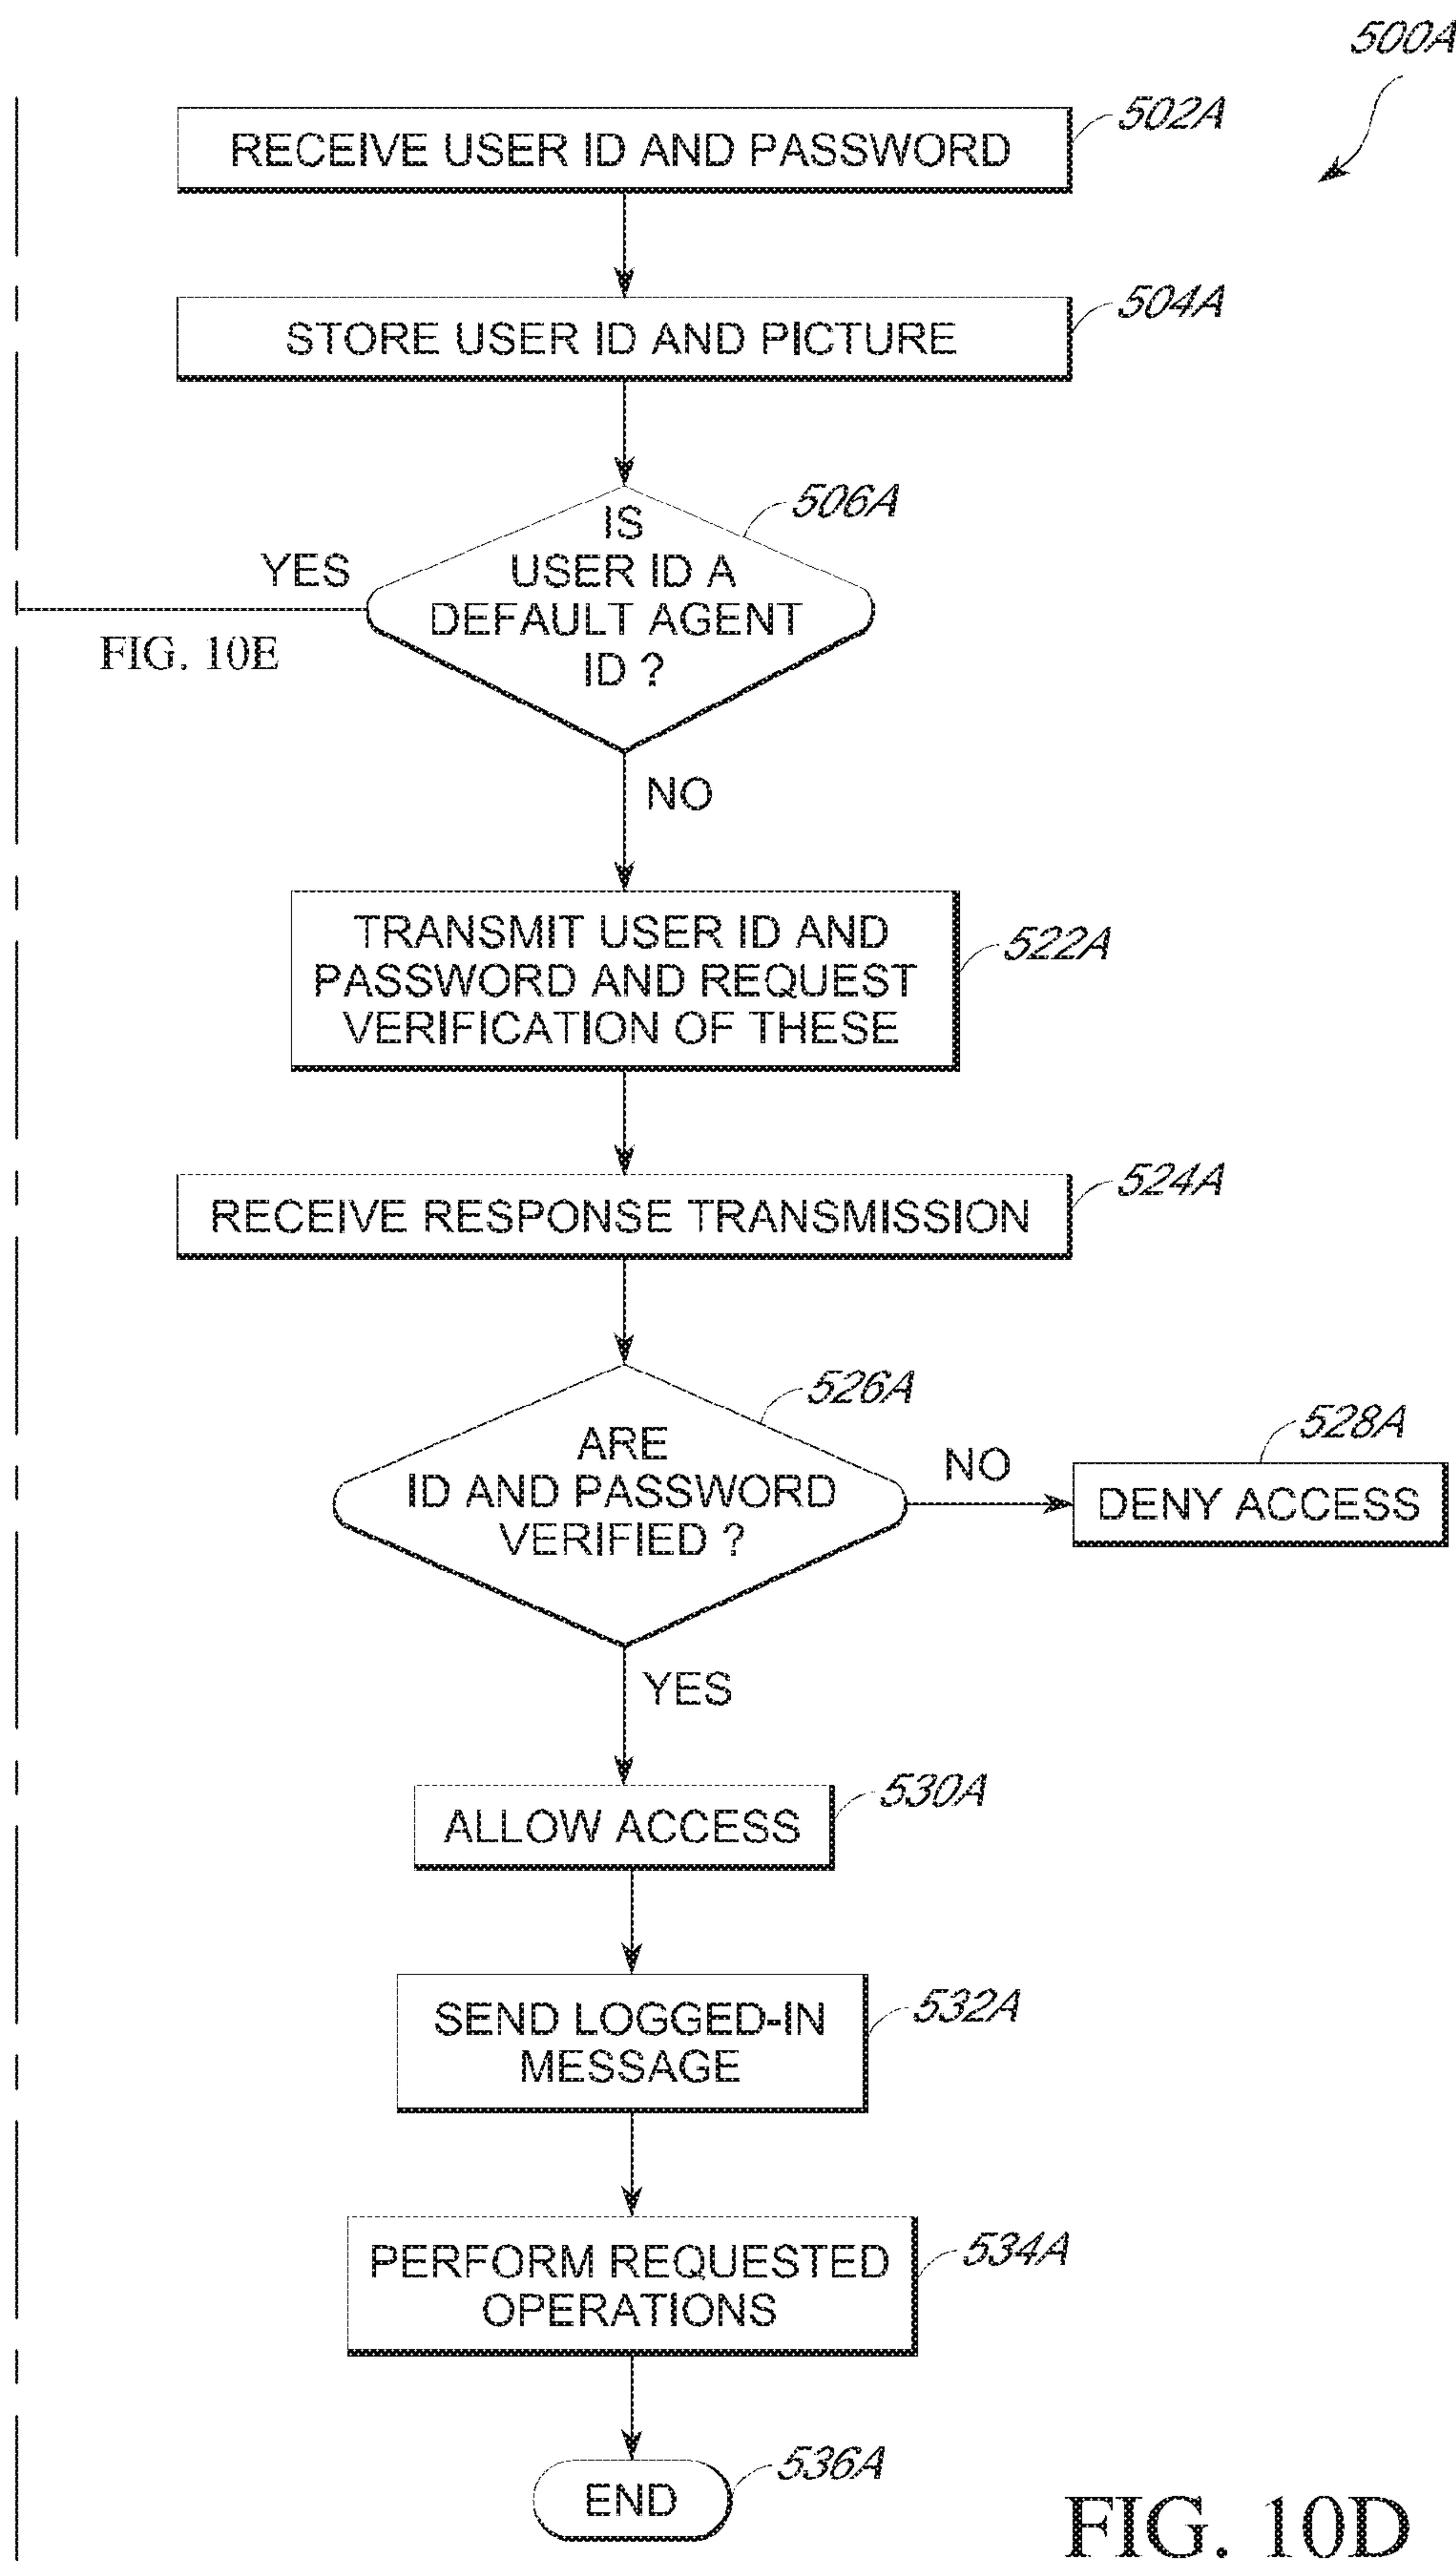 500A
RECEIVE USER ID AND PASSWORD
502A
STORE USER ID AND PICTURE
504A
506A
IS
USER ID A
DEFAULT AGENT
ID ?
YES
FIG. 10E
NO
TRANSMIT USER ID AND
PASSWORD AND REQUEST
VERIFICATION OF THESE
522A
RECEIVE RESPONSE TRANSMISSION
524A
526A
ARE
ID AND PASSWORD
VERIFIED ?
NO
528A
DENY ACCESS
YES
ALLOW ACCESS
530A
SEND LOGGED-IN
MESSAGE
532A
PERFORM REQUESTED
OPERATIONS
534A
END
536A
FIG. 10D